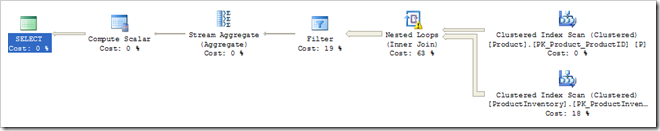 SELECT
Cost: 0 %
Compute Scalar
Cost: 0 %
Stream Aggregate
(Aggregate)
Cost: 0 %
Filter
Cost: 19 %
Nested Loops
(Inner Join)
Cost: 63 %
Clustered Index Scan (Clustered)
[Product].[PK_Product_ProductID] [P]
Cost: 0 %
Clustered Index Scan (Clustered)
[ProductInventory].[PK_ProductInven…
Cost: 18 %